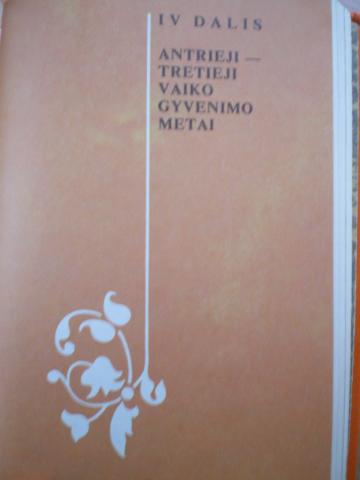 IV DALIS
ANTRIEJI —
TRETIEJI
VAIKO
GYVENIMO
METAI